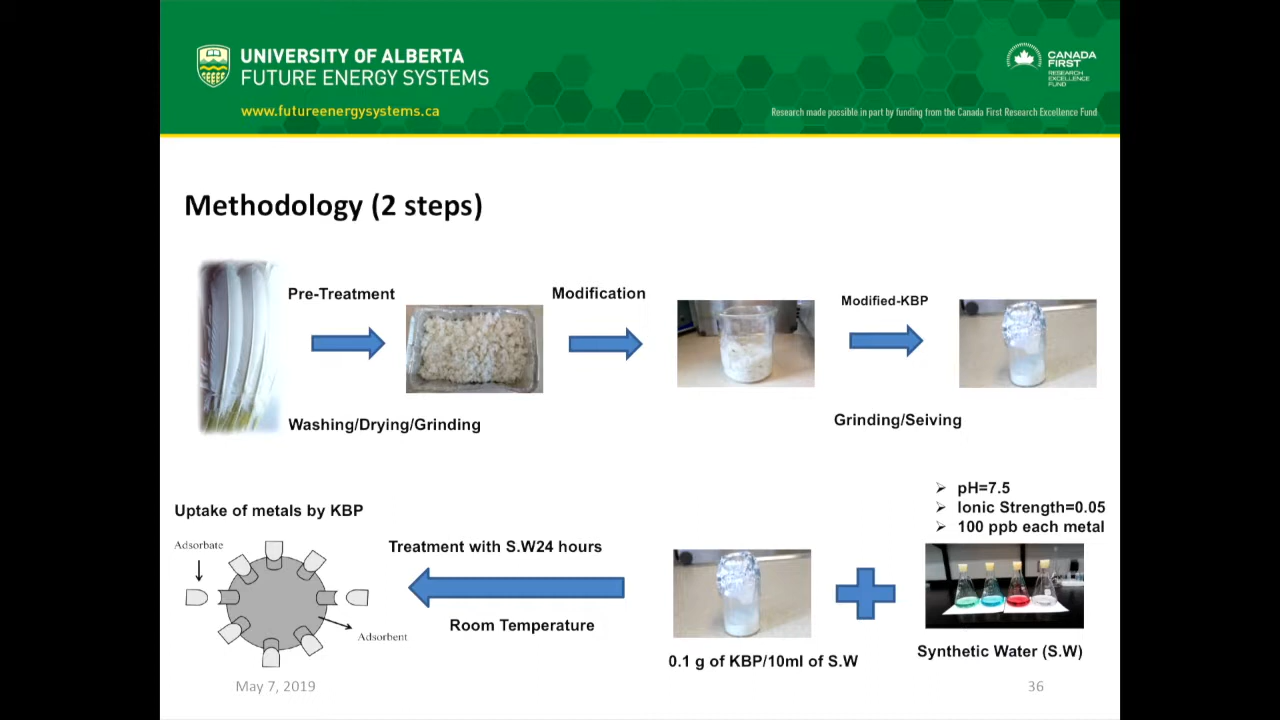 UNIVERSITY OF ALBERTA
FUTURE ENERGY SYSTEMS
www.futureenergysystems.ca
CANADA
FIRST
RESEARCH
EXCELLENCE
FUND
Research made possible in part by funding from the Canada First Research Excellence Fund
Methodology (2 steps)
Pre-Treatment
Modification
Modified-KBP
Washing/Drying/Grinding
Grinding/Seiving
pH=7.5
Ionic Strength=0.05
100 ppb each metal
Uptake of metals by KBP
Adsorbate
Adsorbent
Treatment with S.W24 hours
Room Temperature
0.1 g of KBP/10ml of S.W
Synthetic Water (S.W)
May 7, 2019
36